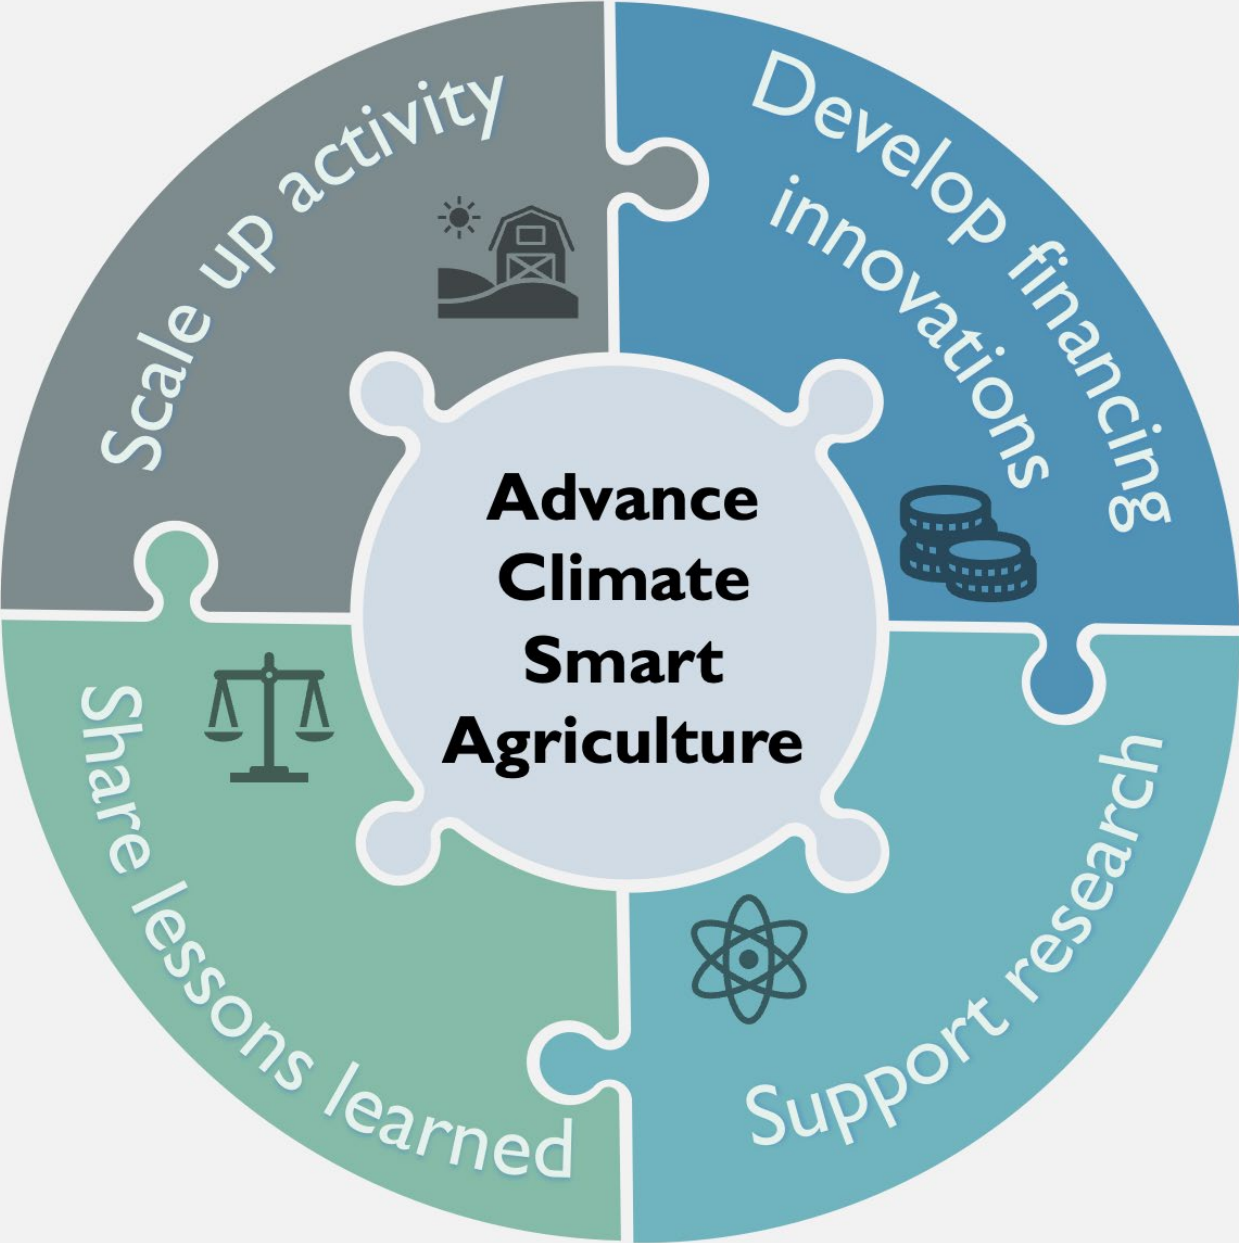 Scale up activity
Develop financing
innovations
Advance
Climate
Smart
Agriculture
Share lessons learned
Support research